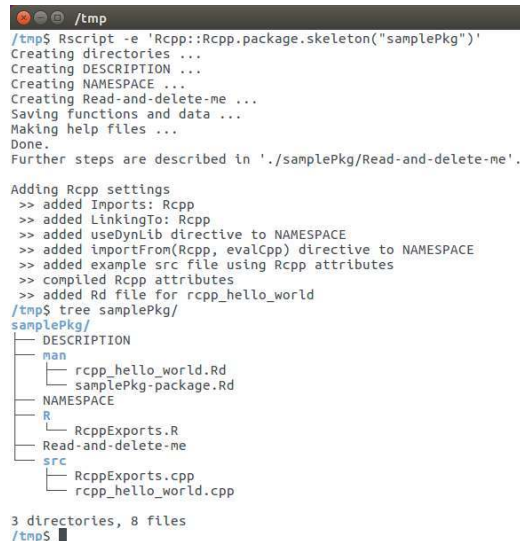 /tmp
/tmp$ Rscript -e 'Rcpp::Rcpp.package.skeleton("samplePkg")'
Creating directories ...
Creating DESCRIPTION ...
Creating NAMESPACE ...
Creating Read-and-delete-me ...
Saving functions and data ...
Making help files ...
Done.
Further steps are described in './samplePkg/Read-and-delete-me'.

Adding Rcpp settings
 >> added Imports: Rcpp
 >> added LinkingTo: Rcpp
 >> added useDynLib directive to NAMESPACE
 >> added importFrom(Rcpp, evalCpp) directive to NAMESPACE
 >> added example src file using Rcpp attributes
 >> compiled Rcpp attributes
 >> added Rd file for rcpp_hello_world
/tmp$ tree samplePkg/
samplePkg/
├── DESCRIPTION
├── man
│   ├── rcpp_hello_world.Rd
│   └── samplePkg-package.Rd
├── NAMESPACE
├── R
│   └── RcppExports.R
├── Read-and-delete-me
└── src
    ├── RcppExports.cpp
    └── rcpp_hello_world.cpp

3 directories, 8 files
/tmp$